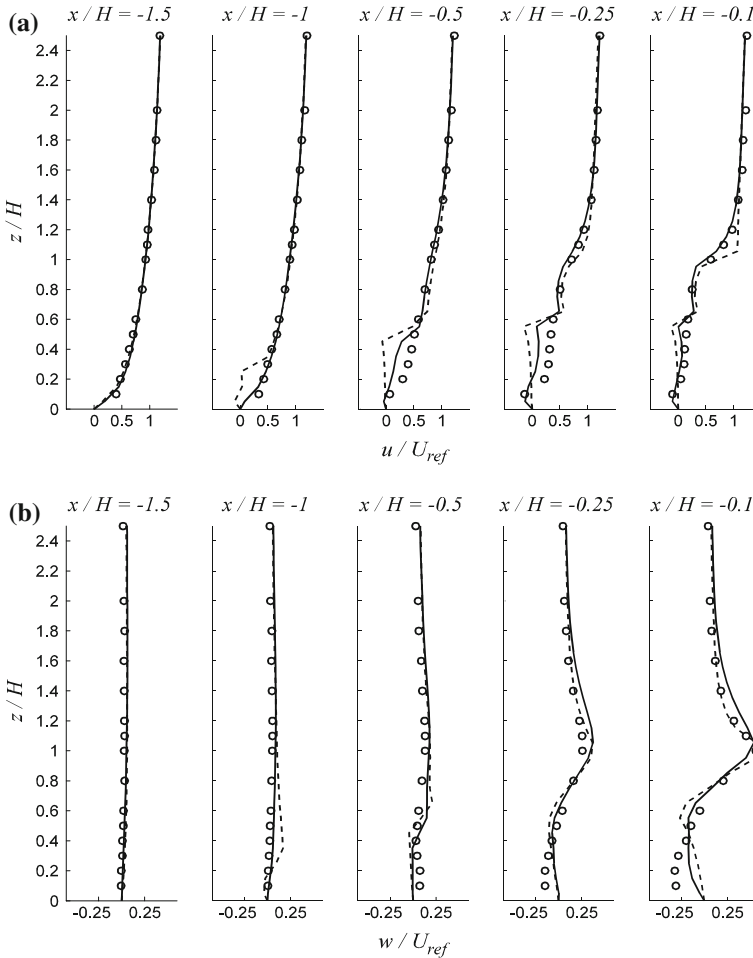 (a)
x / H = -1.5 x / H = -1 x / H = -0.5 x / H = -0.25 x / H = -0.1
2.4
2.2
2
1.8
1.6
1.4
1.2
1
0.8
0.6
0.4
0.2
0
z / H
0 0.5 1 0 0.5 1 0 0.5 1 0 0.5 1 0 0.5 1
u / U_ref
(b)
x / H = -1.5 x / H = -1 x / H = -0.5 x / H = -0.25 x / H = -0.1
2.4
2.2
2
1.8
1.6
1.4
1.2
1
0.8
0.6
0.4
0.2
0
z / H
-0.25 0.25 -0.25 0.25 -0.25 0.25 -0.25 0.25 -0.25 0.25
w / U_ref